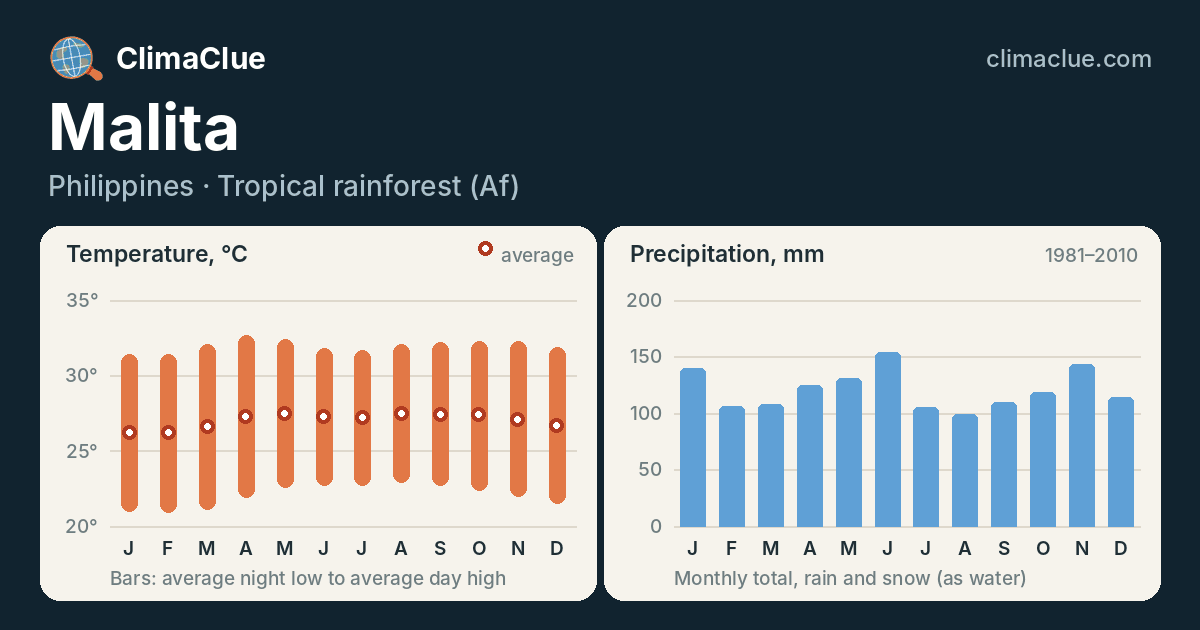 ClimaClue
climaclue.com
Malita
Philippines · Tropical rainforest (Af)
Temperature, °C
average
35°
30°
25°
20°
J F M A M J J A S O N D
Bars: average night low to average day high
Precipitation, mm
1981–2010
200
150
100
50
0
J F M A M J J A S O N D
Monthly total, rain and snow (as water)